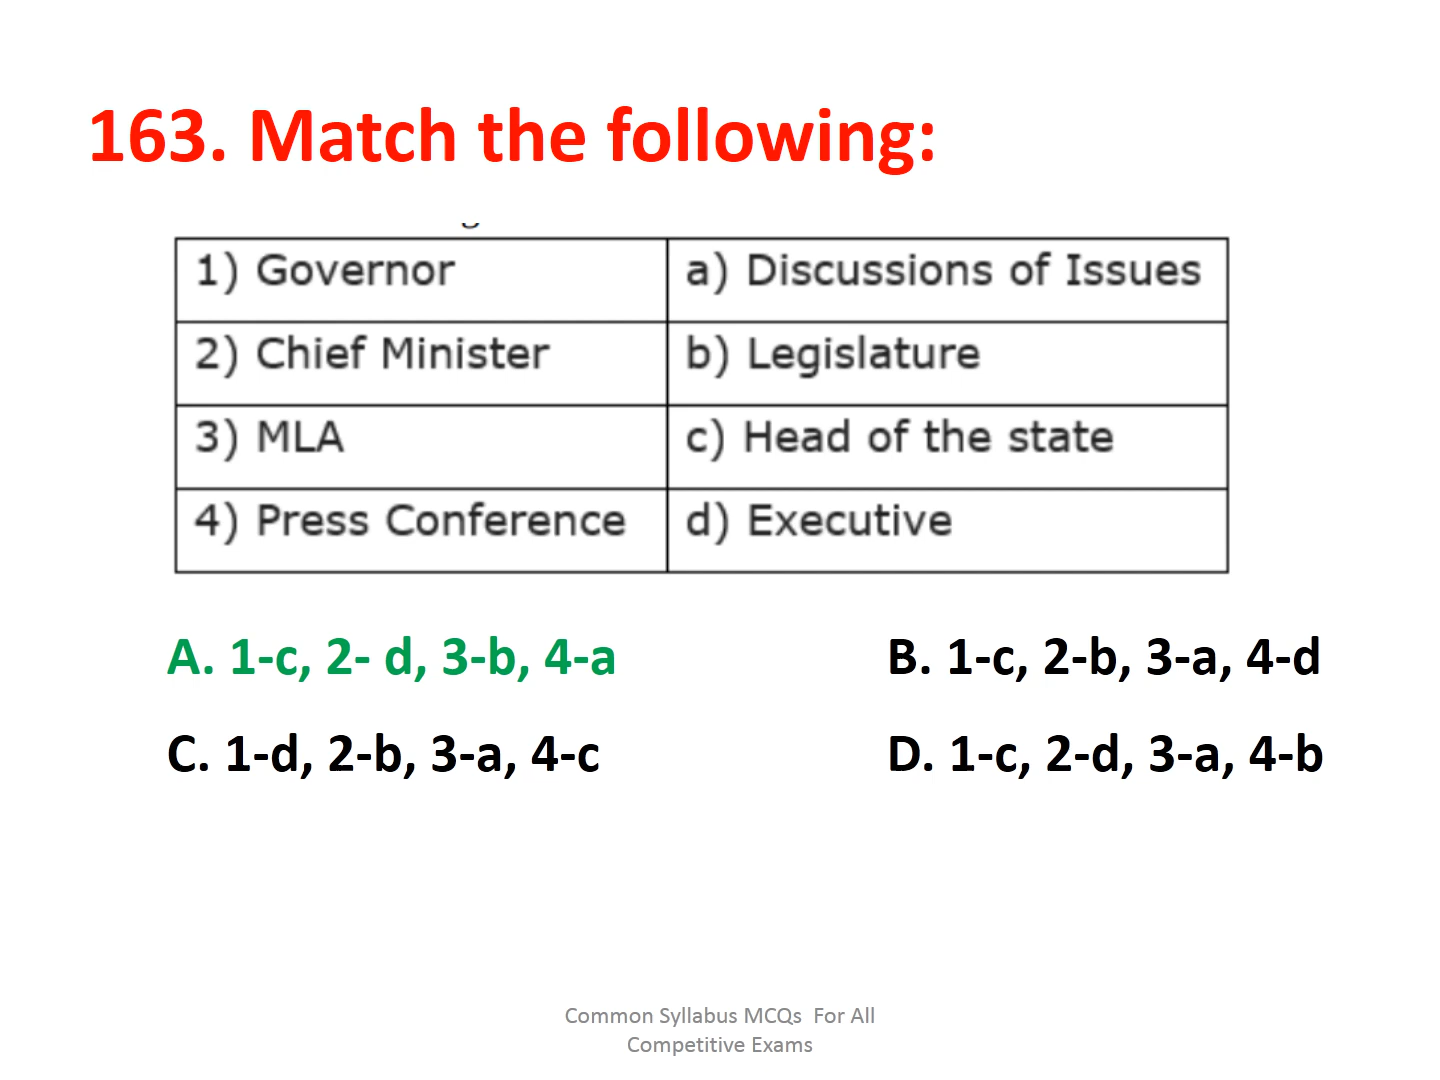 163. Match the following:
1) Governor a) Discussions of Issues
2) Chief Minister b) Legislature
3) MLA c) Head of the state
4) Press Conference d) Executive
A. 1-c, 2- d, 3-b, 4-a B. 1-c, 2-b, 3-a, 4-d
C. 1-d, 2-b, 3-a, 4-c D. 1-c, 2-d, 3-a, 4-b
Common Syllabus MCQs For All
Competitive Exams